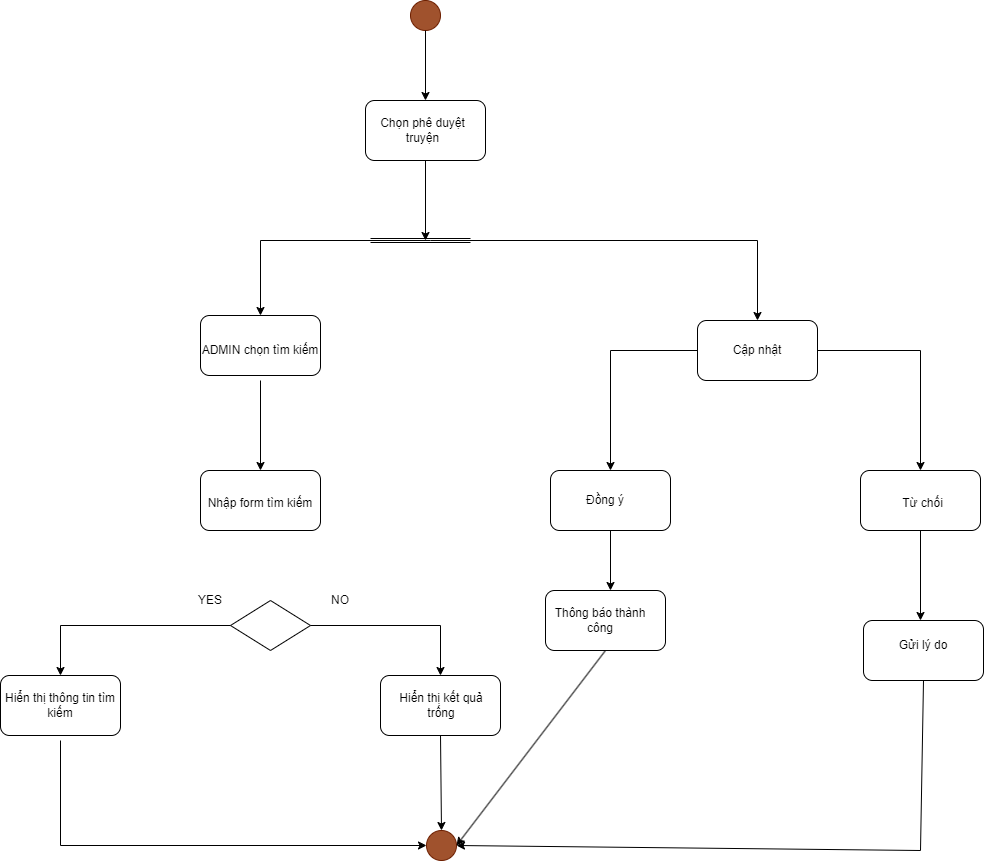 Chọn phê duyệt
truyện
ADMIN chọn tìm kiếm
Cập nhật
Nhập form tìm kiếm
Đồng ý
Từ chối
YES
NO
Thông báo thành
công
Gửi lý do
Hiển thị thông tin tìm
kiếm
Hiển thị kết quả
trống